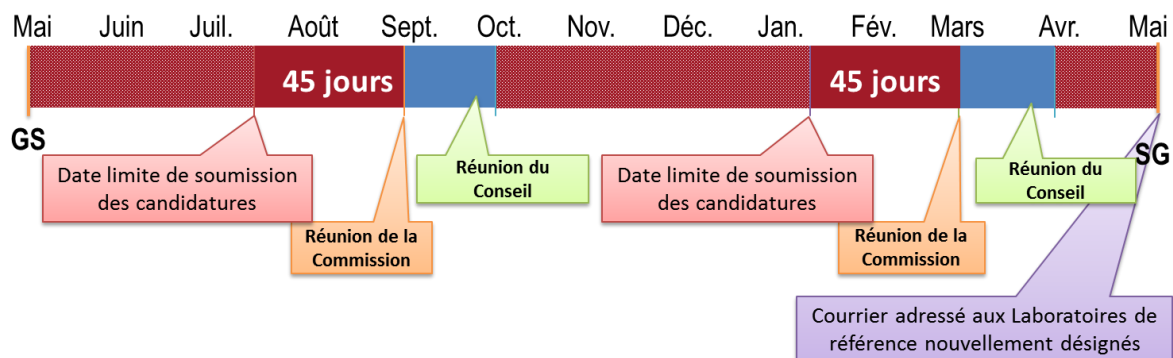 Mai Juin Juil. Août Sept. Oct. Nov. Déc. Jan. Fév. Mars Avr. Mai
45 jours 45 jours
GS SG
Date limite de soumission
des candidatures
Réunion de la
Commission
Réunion du
Conseil
Date limite de soumission
des candidatures
Réunion de la
Commission
Réunion du
Conseil
Courrier adressé aux Laboratoires de
référence nouvellement désignés